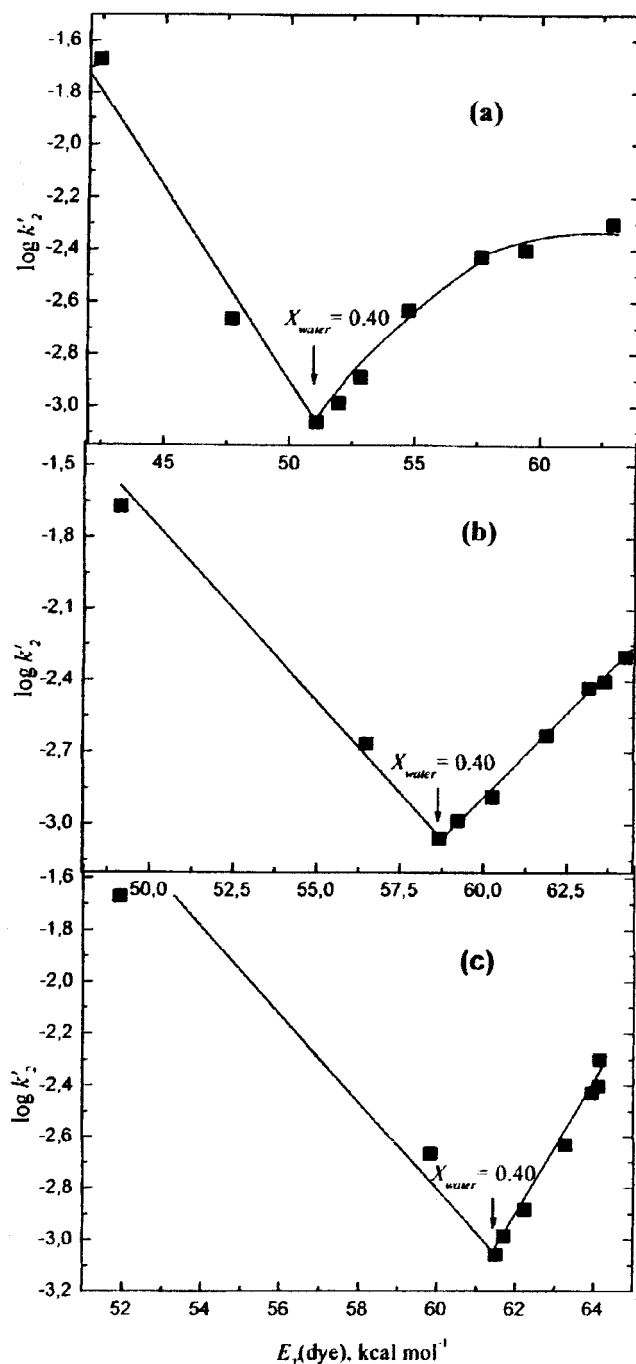 -1,6
(a)
-1,8
-2,0
-2,2
-2,4
log k'2
-2,6
Xwater = 0.40
-2,8
-3,0
45 50 55 60
-1,5
(b)
-1,8
-2,1
-2,4
log k'2
-2,7
Xwater = 0.40
-3,0
50,0 52,5 55,0 57,5 60,0 62,5
-1,6
(c)
-1,8
-2,0
-2,2
-2,4
log k'2
-2,6
Xwater = 0.40
-2,8
-3,0
-3,2
52 54 56 58 60 62 64
ET(dye), kcal mol-1